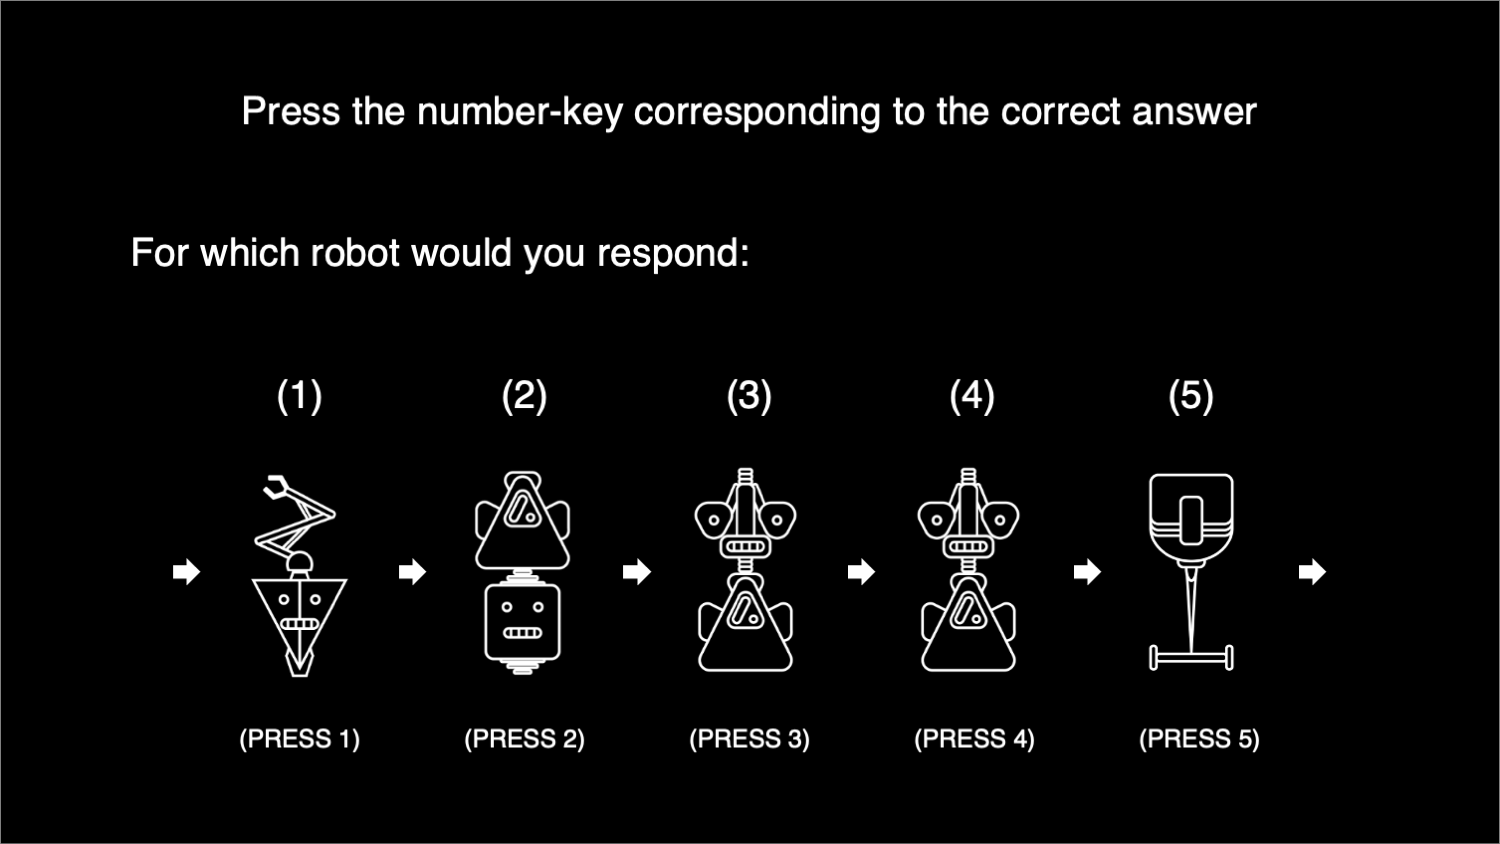 Press the number-key corresponding to the correct answer
For which robot would you respond:
(1) (2) (3) (4) (5)
(PRESS 1) (PRESS 2) (PRESS 3) (PRESS 4) (PRESS 5)